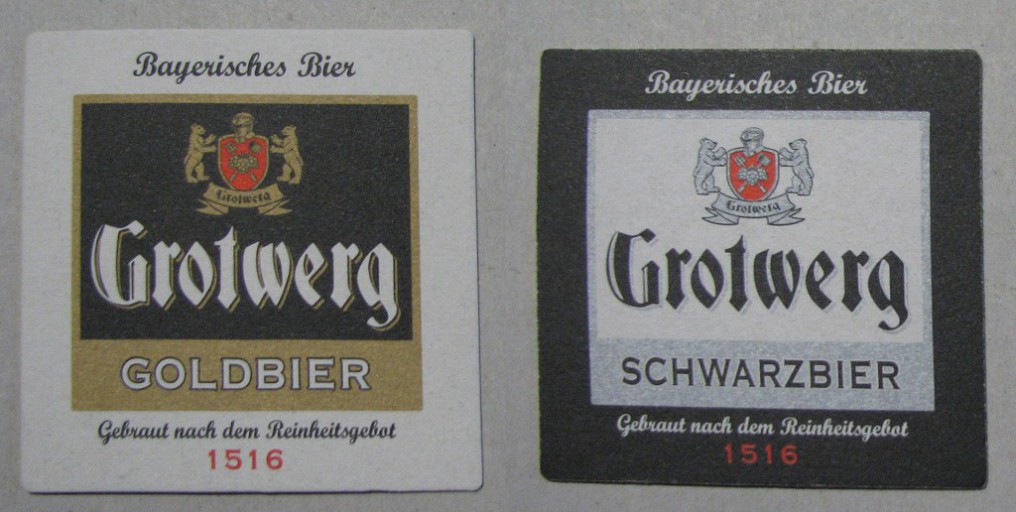 Bayerisches Bier
Grotwerg
Grotwerg
GOLDBIER
Gebraut nach dem Reinheitsgebot
1516
Bayerisches Bier
Grotwerg
Grotwerg
SCHWARZBIER
Gebraut nach dem Reinheitsgebot
1516